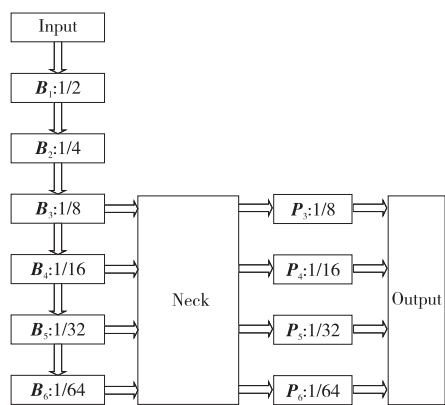 Input
B₁:1/2
B₂:1/4
B₃:1/8
B₄:1/16
B₅:1/32
B₆:1/64
Neck
P₃:1/8
P₄:1/16
P₅:1/32
P₆:1/64
Output